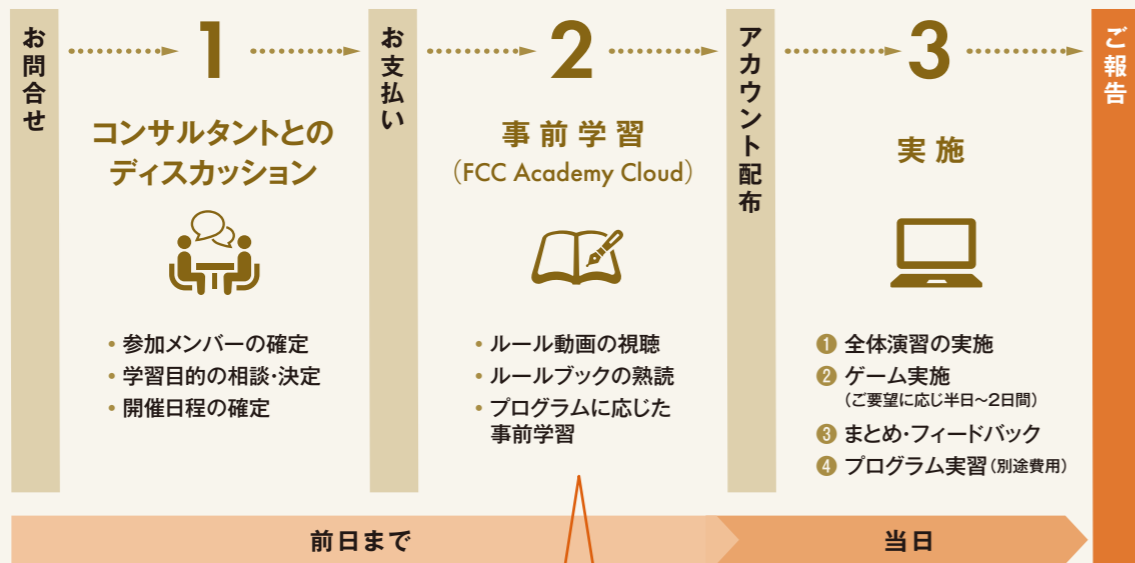 お問合せ
1
コンサルタントとの
ディスカッション
・参加メンバーの確定
・学習目的の相談・決定
・開催日程の確定
お支払い
2
事前学習
（FCC Academy Cloud）
・ルール動画の視聴
・ルールブックの熟読
・プログラムに応じた
事前学習
アカウント配布
3
実施
❶ 全体演習の実施
❷ ゲーム実施
（ご要望に応じ半日～2日間）
❸ まとめ・フィードバック
❹ プログラム実習（別途費用）
ご報告
前日まで
当日